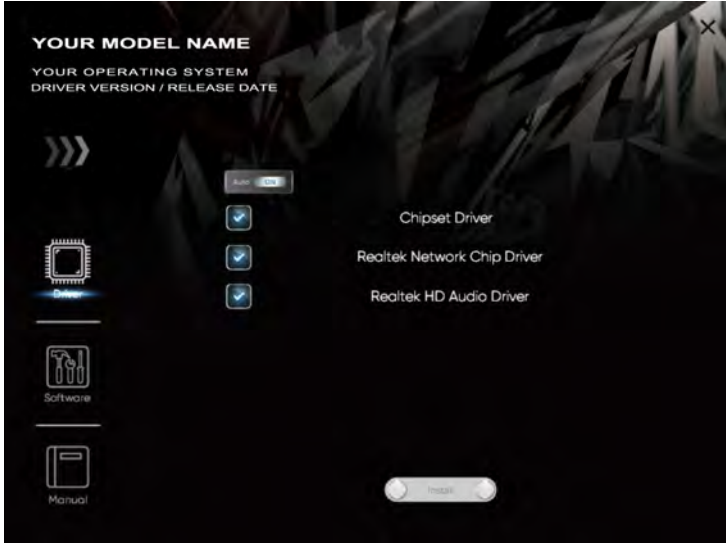 YOUR MODEL NAME
YOUR OPERATING SYSTEM
DRIVER VERSION / RELEASE DATE
Auto ON
Chipset Driver
Realtek Network Chip Driver
Realtek HD Audio Driver
Driver
Software
Manual
Install